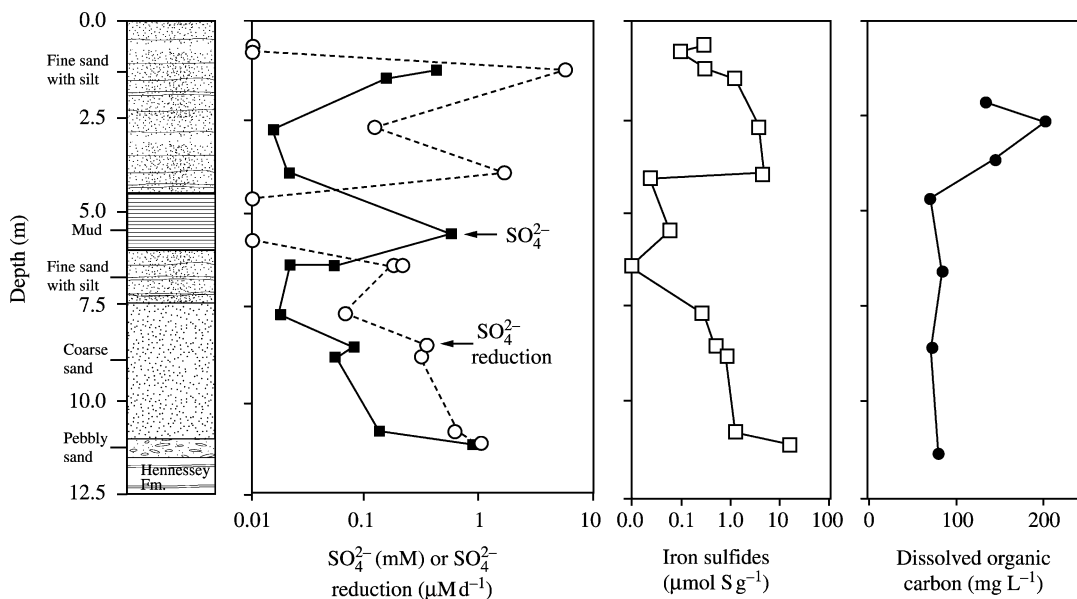 Depth (m)
0.0
2.5
5.0
7.5
10.0
12.5
Fine sand
with silt
Mud
Fine sand
with silt
Coarse
sand
Pebbly
sand
Hennessey
Fm.
SO₄²⁻
SO₄²⁻
reduction
0.01
0.1
1
10
SO₄²⁻ (mM) or SO₄²⁻
reduction (μM d⁻¹)
0.0
0.1
1.0
10
100
Iron sulfides
(μmol S g⁻¹)
0
100
200
Dissolved organic
carbon (mg L⁻¹)